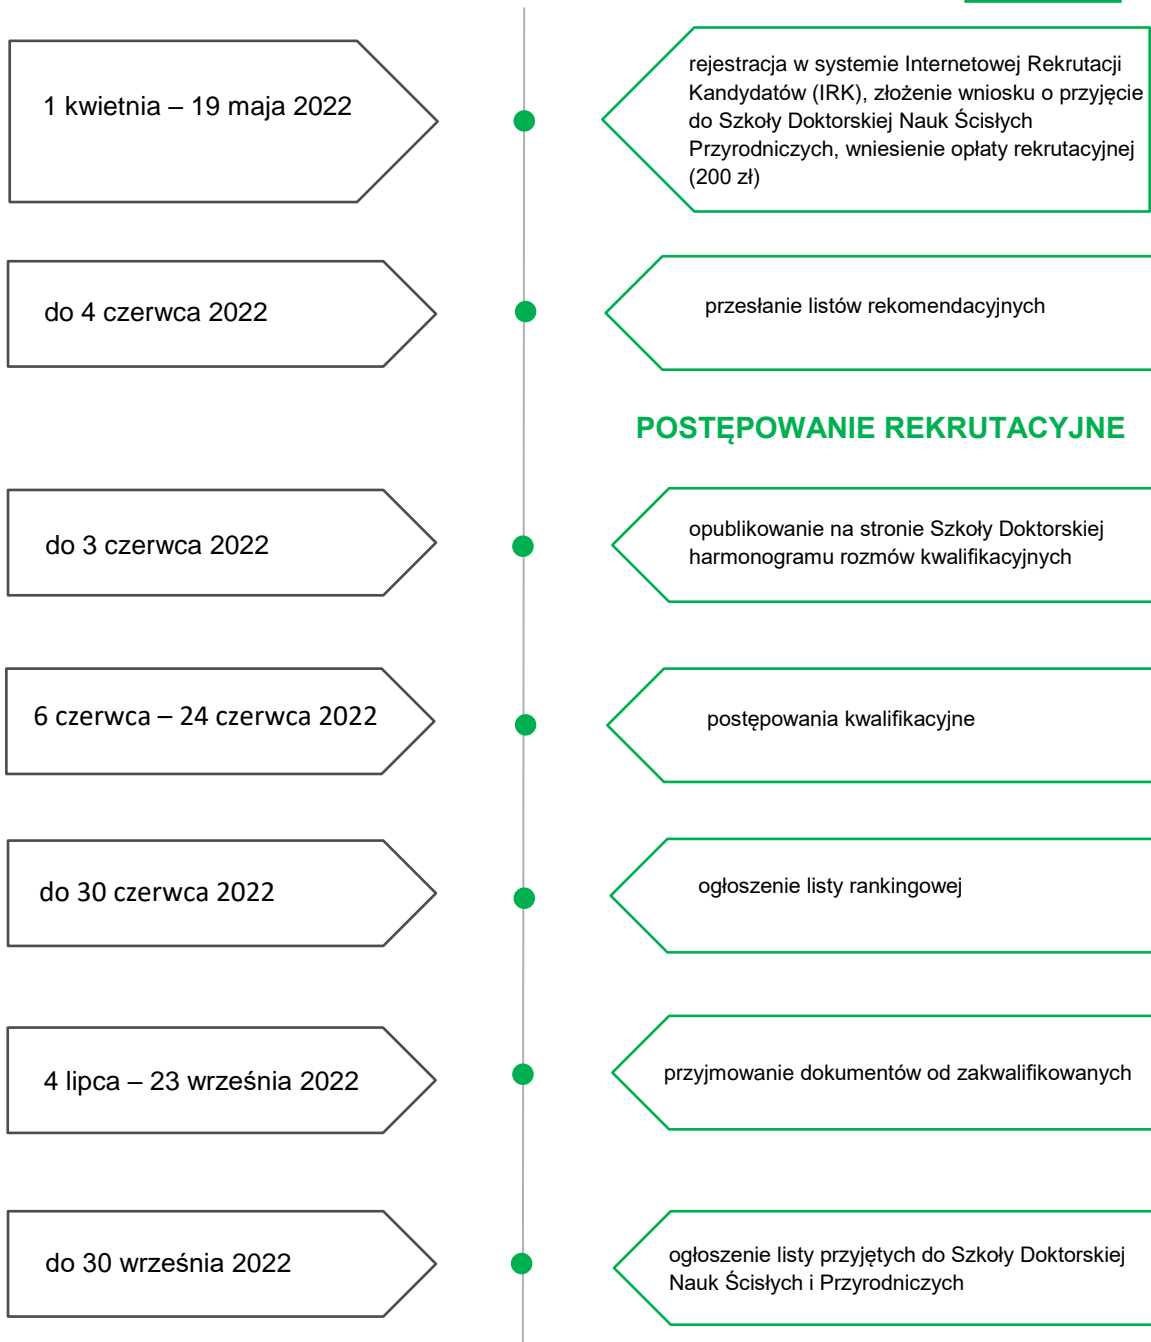 1 kwietnia – 19 maja 2022
rejestracja w systemie Internetowej Rekrutacji
Kandydatów (IRK), złożenie wniosku o przyjęcie
do Szkoły Doktorskiej Nauk Ścisłych
Przyrodniczych, wniesienie opłaty rekrutacyjnej
(200 zł)
do 4 czerwca 2022
przesłanie listów rekomendacyjnych
POSTĘPOWANIE REKRUTACYJNE
do 3 czerwca 2022
opublikowanie na stronie Szkoły Doktorskiej
harmonogramu rozmów kwalifikacyjnych
6 czerwca – 24 czerwca 2022
postępowania kwalifikacyjne
do 30 czerwca 2022
ogłoszenie listy rankingowej
4 lipca – 23 września 2022
przyjmowanie dokumentów od zakwalifikowanych
do 30 września 2022
ogłoszenie listy przyjętych do Szkoły Doktorskiej
Nauk Ścisłych i Przyrodniczych